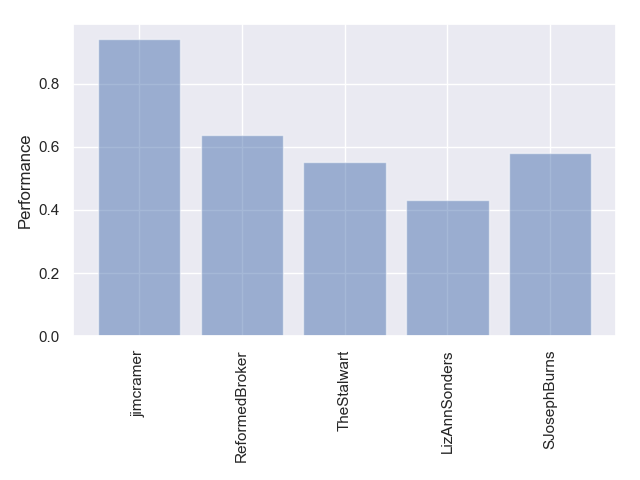 Performance
0.8
0.6
0.4
0.2
0.0
jimcramer
ReformedBroker
TheStalwart
LizAnnSonders
SJosephBurns